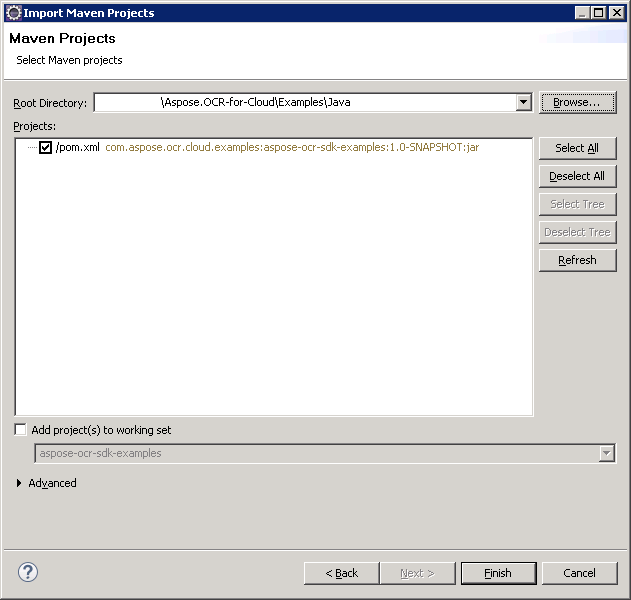 Import Maven Projects
Maven Projects
Select Maven projects
Root Directory: \Aspose.OCR-for-Cloud\Examples\Java Browse...
Projects:
/pom.xml com.aspose.ocr.cloud.examples:aspose-ocr-sdk-examples:1.0-SNAPSHOT:jar
Select All
Deselect All
Select Tree
Deselect Tree
Refresh
Add project(s) to working set
aspose-ocr-sdk-examples
Advanced
? < Back Next > Finish Cancel